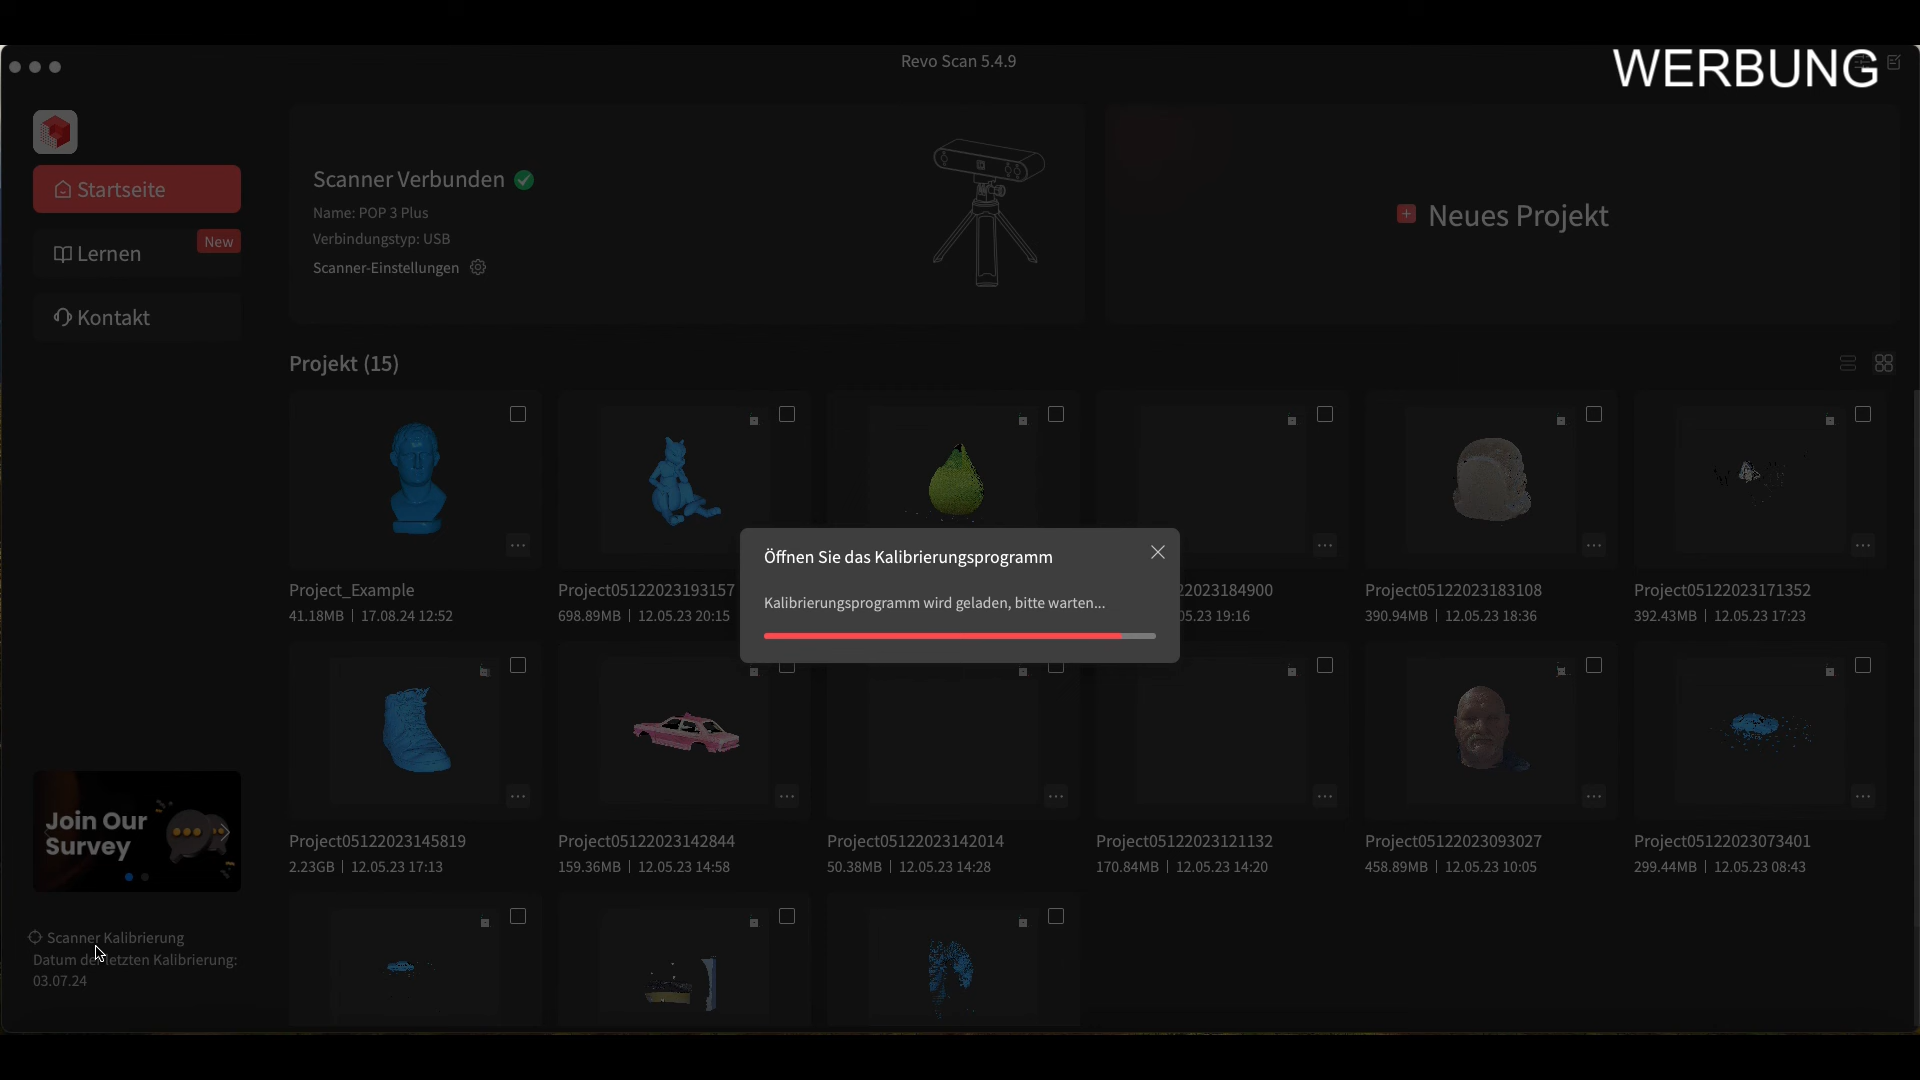 Revo Scan 5.4.9
WERBUNG
Startseite
Lernen
New
Kontakt
Scanner Verbunden
Name: POP 3 Plus
Verbindungstyp: USB
Scanner-Einstellungen
Neues Projekt
Projekt (15)
Project_Example
41.18MB | 17.08.24 12:52
Project05122023193157
698.89MB | 12.05.23 20:15
22023184900
05.23 19:16
Project05122023183108
390.94MB | 12.05.23 18:36
Project05122023171352
392.43MB | 12.05.23 17:23
Öffnen Sie das Kalibrierungsprogramm
Kalibrierungsprogramm wird geladen, bitte warten...
Project05122023145819
2.23GB | 12.05.23 17:13
Project05122023142844
159.36MB | 12.05.23 14:58
Project05122023142014
50.38MB | 12.05.23 14:28
Project05122023121132
170.84MB | 12.05.23 14:20
Project05122023093027
458.89MB | 12.05.23 10:05
Project05122023073401
299.44MB | 12.05.23 08:43
Join Our
Survey
Scanner Kalibrierung
Datum der letzten Kalibrierung:
03.07.24